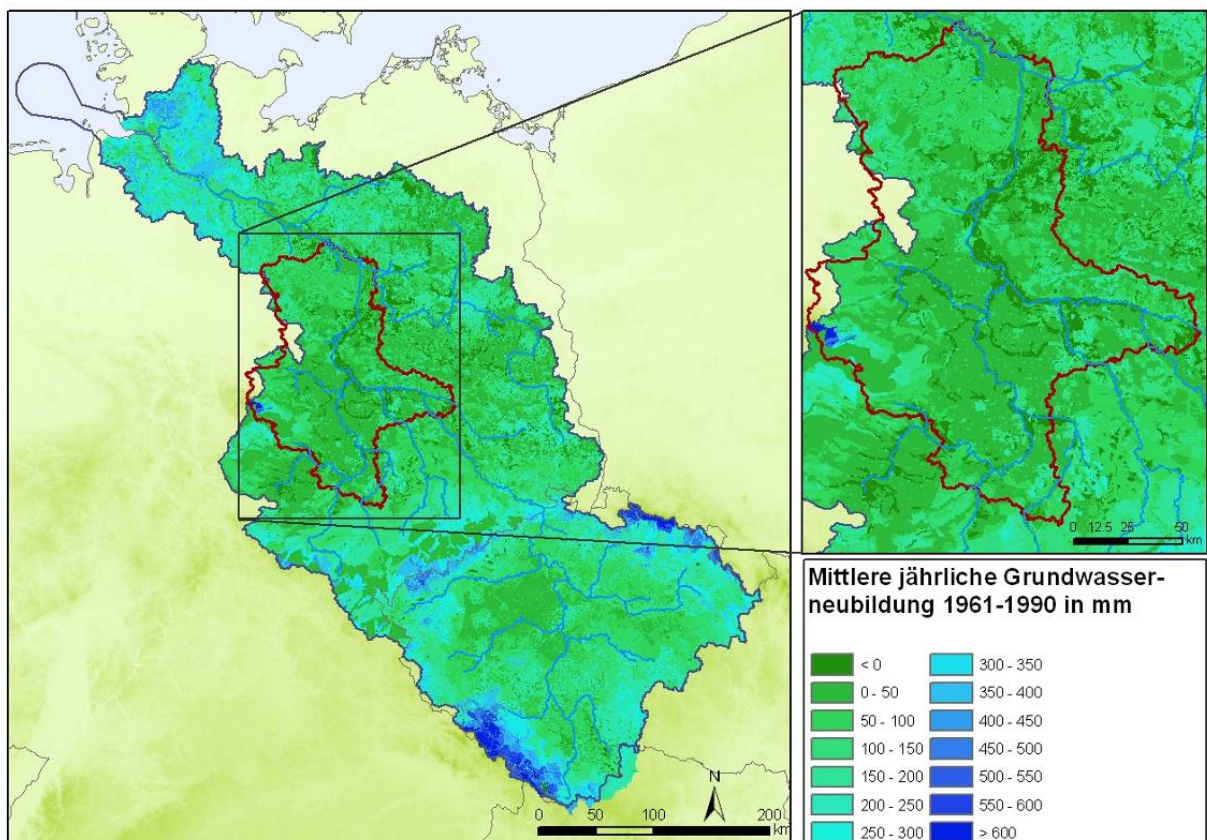 0 12.5 25 50
km
Mittlere jährliche Grundwasser-
neubildung 1961-1990 in mm
< 0
0 - 50
50 - 100
100 - 150
150 - 200
200 - 250
250 - 300
300 - 350
350 - 400
400 - 450
450 - 500
500 - 550
550 - 600
> 600
N
0 50 100 200
km